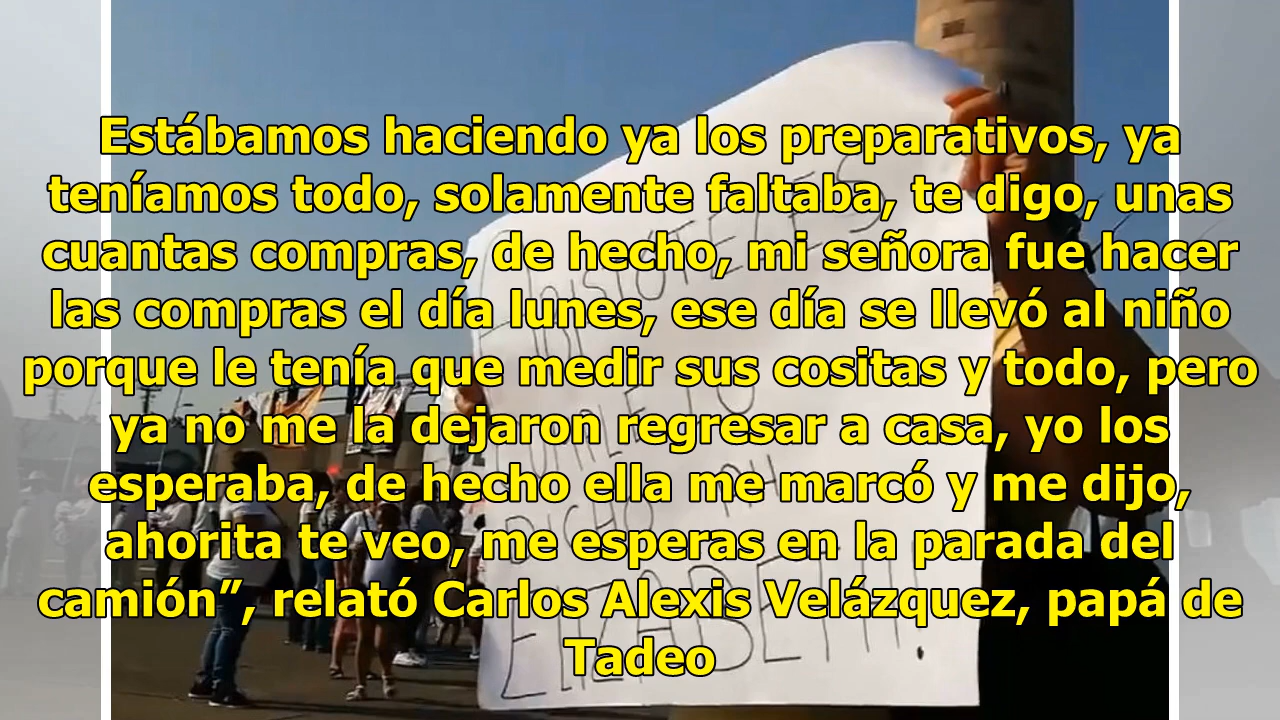 Estábamos haciendo ya los preparativos, ya
teníamos todo, solamente faltaba, te digo, unas
cuantas compras, de hecho, mi señora fue hacer
las compras el día lunes, ese día se llevó al niño
porque le tenía que medir sus cositas y todo, pero
ya no me la dejaron regresar a casa, yo los
esperaba, de hecho ella me marcó y me dijo,
ahorita te veo, me esperas en la parada del
camión”, relató Carlos Alexis Velázquez, papá de
Tadeo
ELIZABETH!